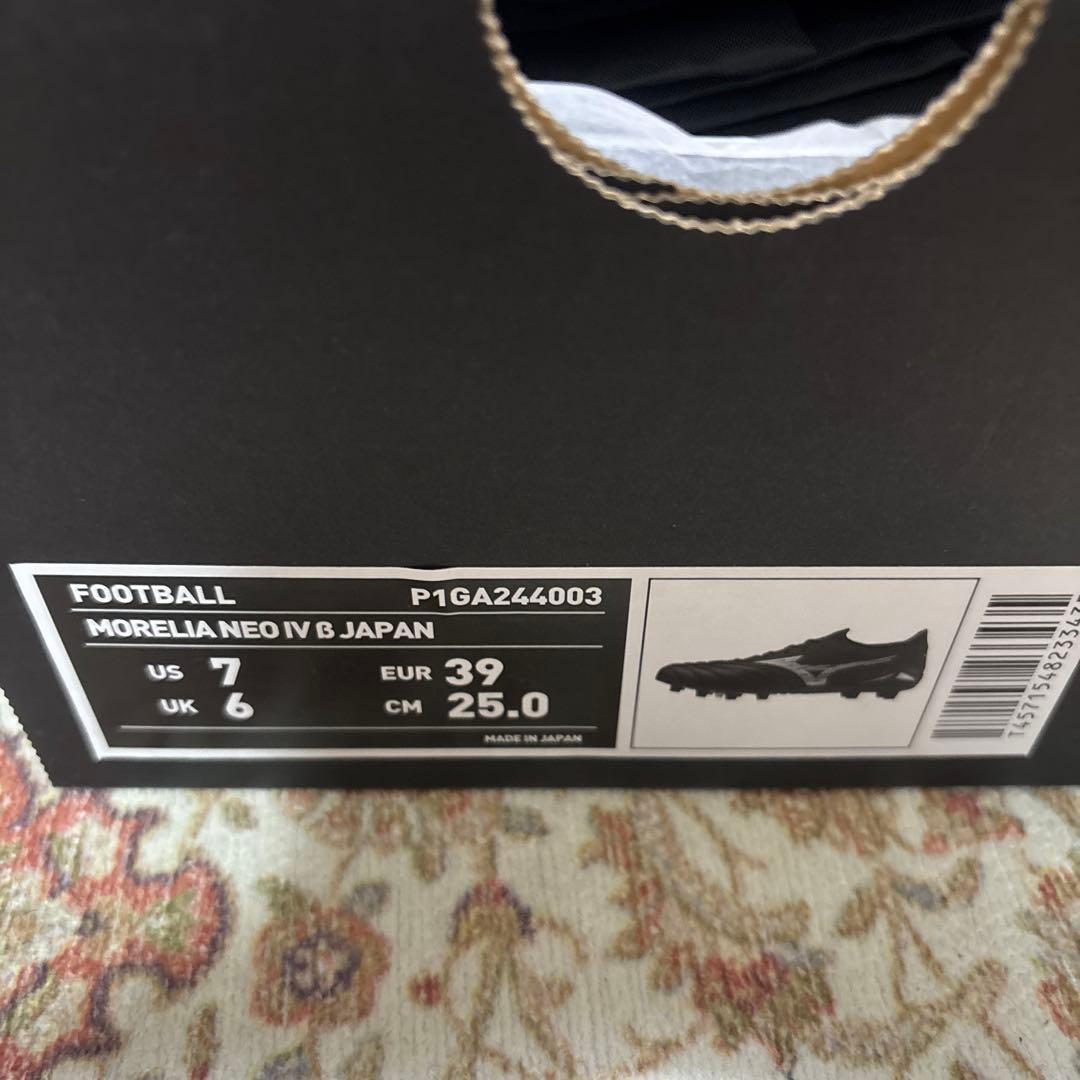 FOOTBALL P1GA244003
MORELIA NEO IV β JAPAN
US 7 EUR 39
UK 6 CM 25.0
MADE IN JAPAN